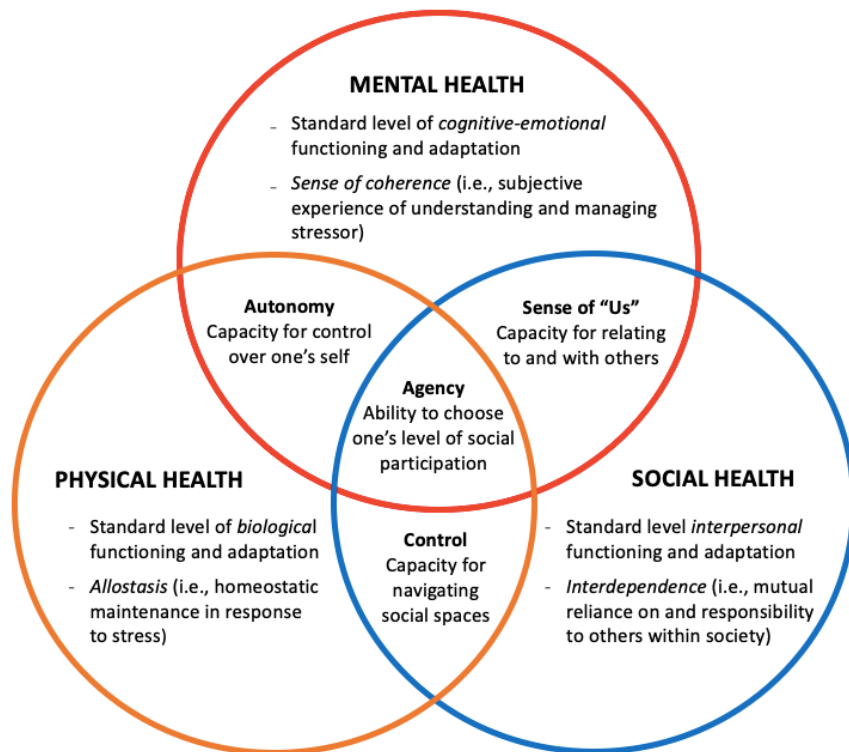 MENTAL HEALTH
- Standard level of cognitive-emotional
functioning and adaptation
- Sense of coherence (i.e., subjective
experience of understanding and managing
stressor)
Autonomy
Capacity for control
over one's self
Sense of “Us”
Capacity for relating
to and with others
Agency
Ability to choose
one's level of social
participation
PHYSICAL HEALTH
- Standard level of biological
functioning and adaptation
- Allostasis (i.e., homeostatic
maintenance in response
to stress)
Control
Capacity for
navigating
social spaces
SOCIAL HEALTH
- Standard level interpersonal
functioning and adaptation
- Interdependence (i.e., mutual
reliance on and responsibility
to others within society)